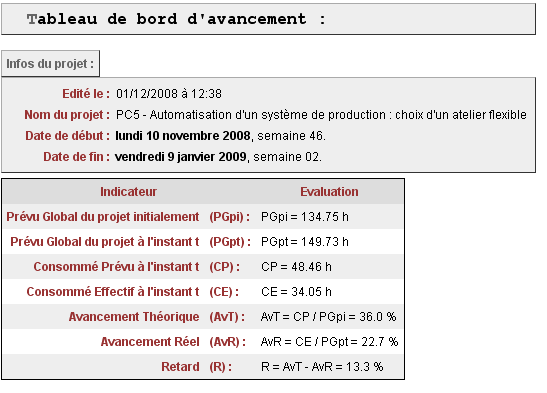 Tableau de bord d'avancement :
Infos du projet :
Edité le : 01/12/2008 à 12:38
Nom du projet : PC5 - Automatisation d'un système de production : choix d'un atelier flexible
Date de début : lundi 10 novembre 2008, semaine 46.
Date de fin : vendredi 9 janvier 2009, semaine 02.
Indicateur Evaluation
Prévu Global du projet initialement (PGpi) : PGpi = 134.75 h
Prévu Global du projet à l'instant t (PGpt) : PGpt = 149.73 h
Consommé Prévu à l'instant t (CP) : CP = 48.46 h
Consommé Effectif à l'instant t (CE) : CE = 34.05 h
Avancement Théorique (AvT) : AvT = CP / PGpi = 36.0 %
Avancement Réel (AvR) : AvR = CE / PGpt = 22.7 %
Retard (R) : R = AvT - AvR = 13.3 %